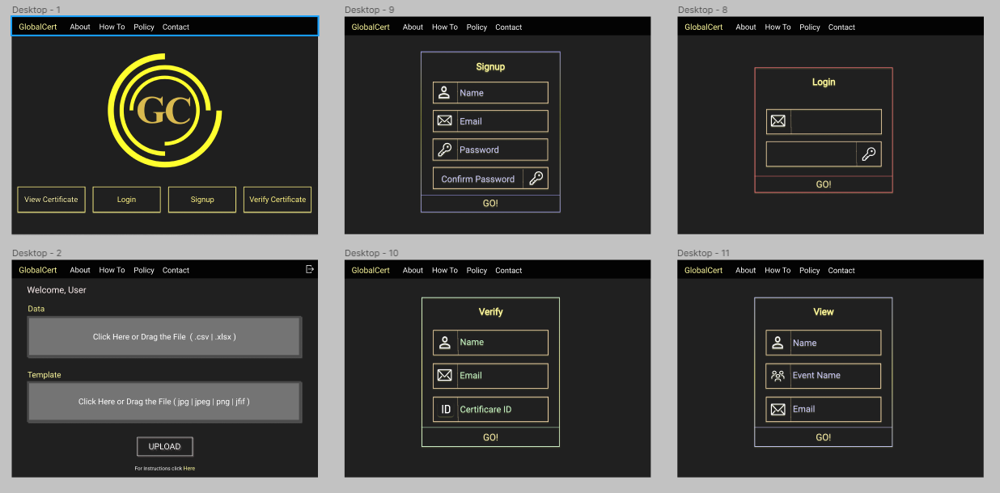 Desktop - 1
GlobalCert About How To Policy Contact
GC
View Certificate Login Signup Verify Certificate
Desktop - 9
GlobalCert About How To Policy Contact
Signup
Name
Email
Password
Confirm Password
GO!
Desktop - 8
GlobalCert About How To Policy Contact
Login
GO!
Desktop - 2
GlobalCert About How To Policy Contact
Welcome, User
Data
Click Here or Drag the File ( .csv | .xlsx )
Template
Click Here or Drag the File ( jpg | jpeg | png | jfif )
UPLOAD
For Instructions click Here
Desktop - 10
GlobalCert About How To Policy Contact
Verify
Name
Email
ID Certificare ID
GO!
Desktop - 11
GlobalCert About How To Policy Contact
View
Name
Event Name
Email
GO!